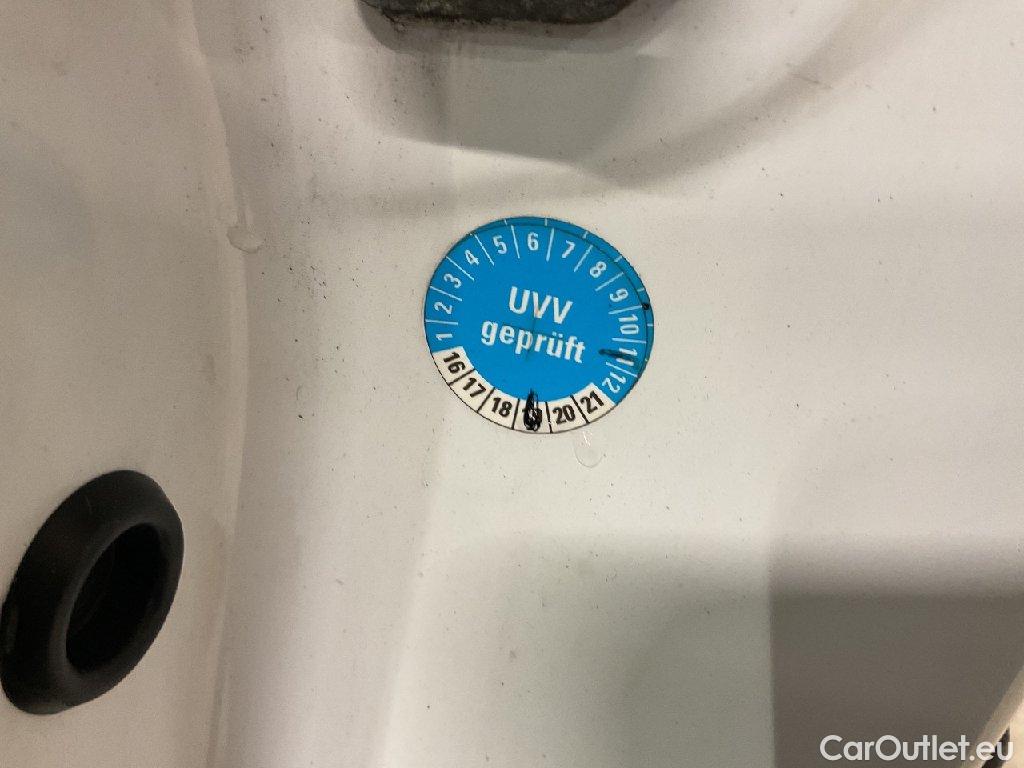 1 2 3 4 5 6 7 8 9 10 11 12
UVV
geprüft
16 17 18 19 20 21
CarOutlet.eu